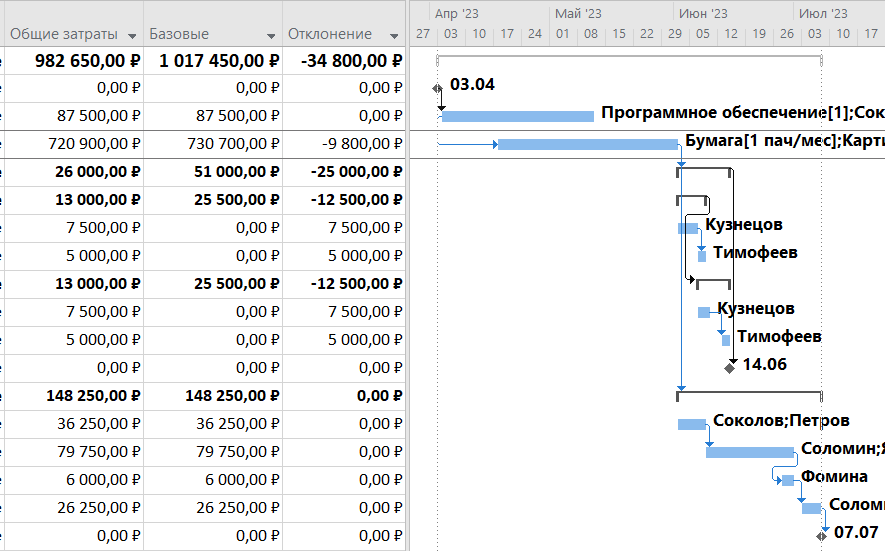 Апр '23 Май '23 Июн '23 Июл '23
Общие затраты Базовые Отклонение 27 03 10 17 24 01 08 15 22 29 05 12 19 26 03 10 17
982 650,00 ₽ 1 017 450,00 ₽ -34 800,00 ₽
0,00 ₽ 0,00 ₽ 0,00 ₽ 03.04
87 500,00 ₽ 87 500,00 ₽ 0,00 ₽ Программное обеспечение[1];Сок
720 900,00 ₽ 730 700,00 ₽ -9 800,00 ₽ Бумага[1 пач/мес];Карти
26 000,00 ₽ 51 000,00 ₽ -25 000,00 ₽
13 000,00 ₽ 25 500,00 ₽ -12 500,00 ₽
7 500,00 ₽ 0,00 ₽ 7 500,00 ₽ Кузнецов
5 000,00 ₽ 0,00 ₽ 5 000,00 ₽ Тимофеев
13 000,00 ₽ 25 500,00 ₽ -12 500,00 ₽
7 500,00 ₽ 0,00 ₽ 7 500,00 ₽ Кузнецов
5 000,00 ₽ 0,00 ₽ 5 000,00 ₽ Тимофеев
0,00 ₽ 0,00 ₽ 0,00 ₽ 14.06
148 250,00 ₽ 148 250,00 ₽ 0,00 ₽
36 250,00 ₽ 36 250,00 ₽ 0,00 ₽ Соколов;Петров
79 750,00 ₽ 79 750,00 ₽ 0,00 ₽ Соломин;
6 000,00 ₽ 6 000,00 ₽ 0,00 ₽ Фомина
26 250,00 ₽ 26 250,00 ₽ 0,00 ₽ Солом
0,00 ₽ 0,00 ₽ 0,00 ₽ 07.07